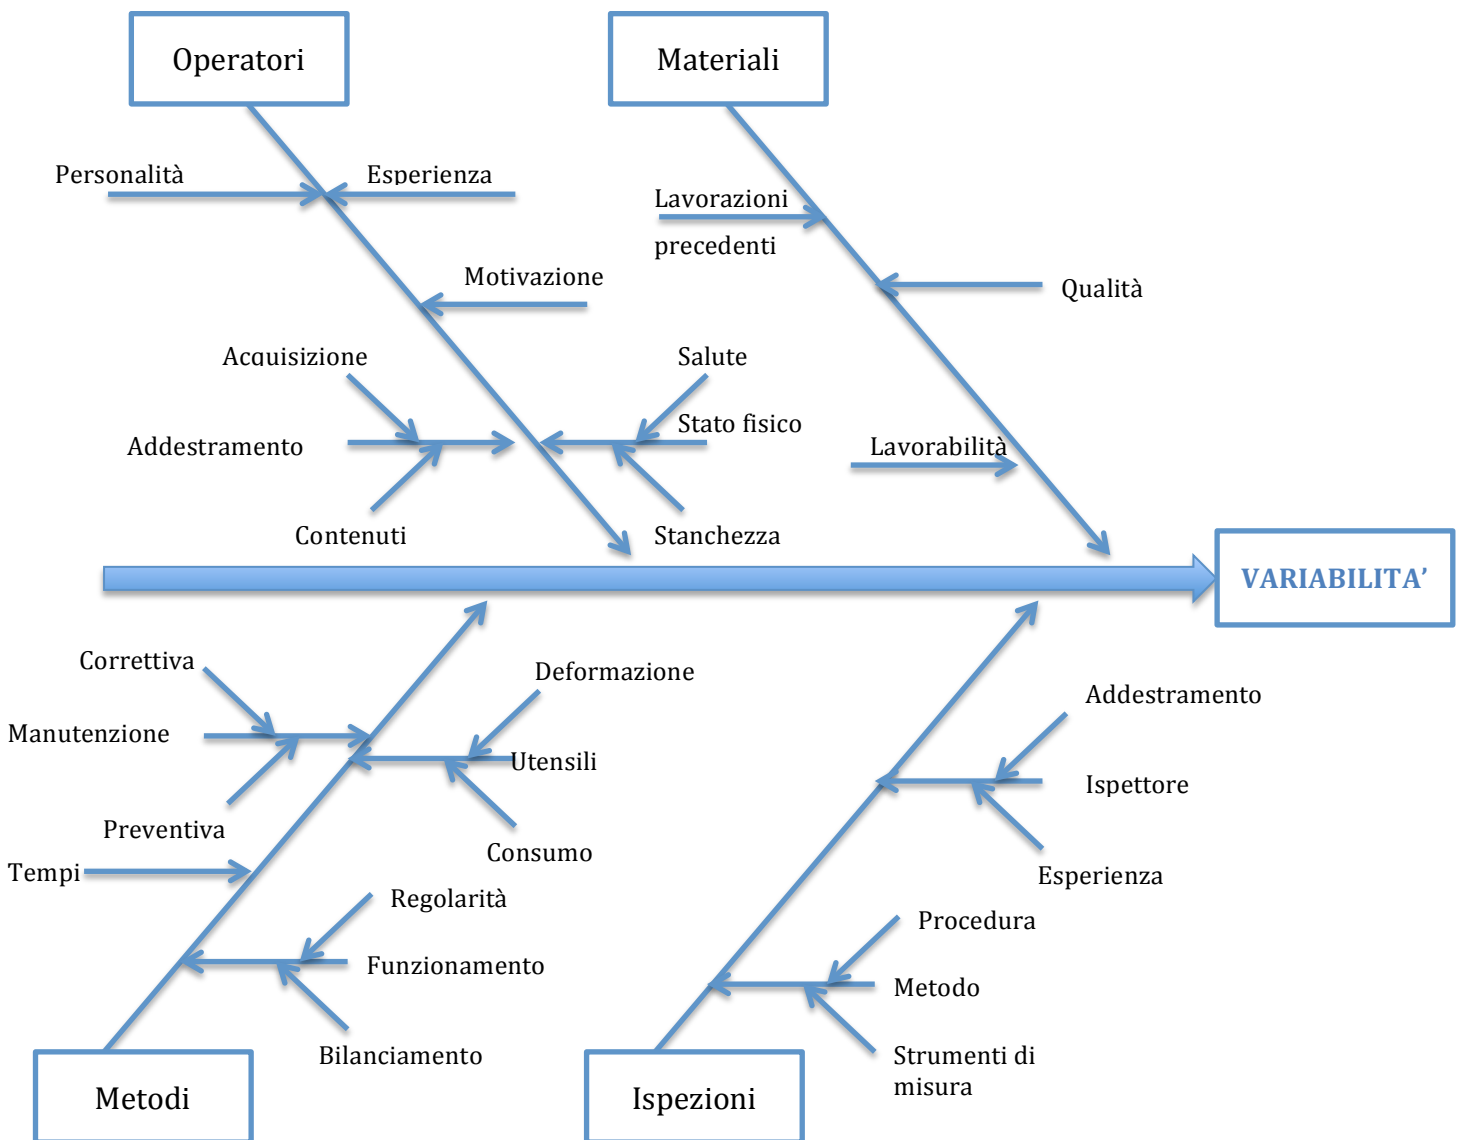 Operatori
Materiali
Personalità
Esperienza
Lavorazioni
precedenti
Motivazione
Qualità
Acquisizione
Salute
Stato fisico
Addestramento
Lavorabilità
Contenuti
Stanchezza
VARIABILITA’
Correttiva
Deformazione
Addestramento
Manutenzione
Utensili
Ispettore
Preventiva
Consumo
Tempi
Esperienza
Regolarità
Procedura
Funzionamento
Metodo
Bilanciamento
Strumenti di
misura
Metodi
Ispezioni